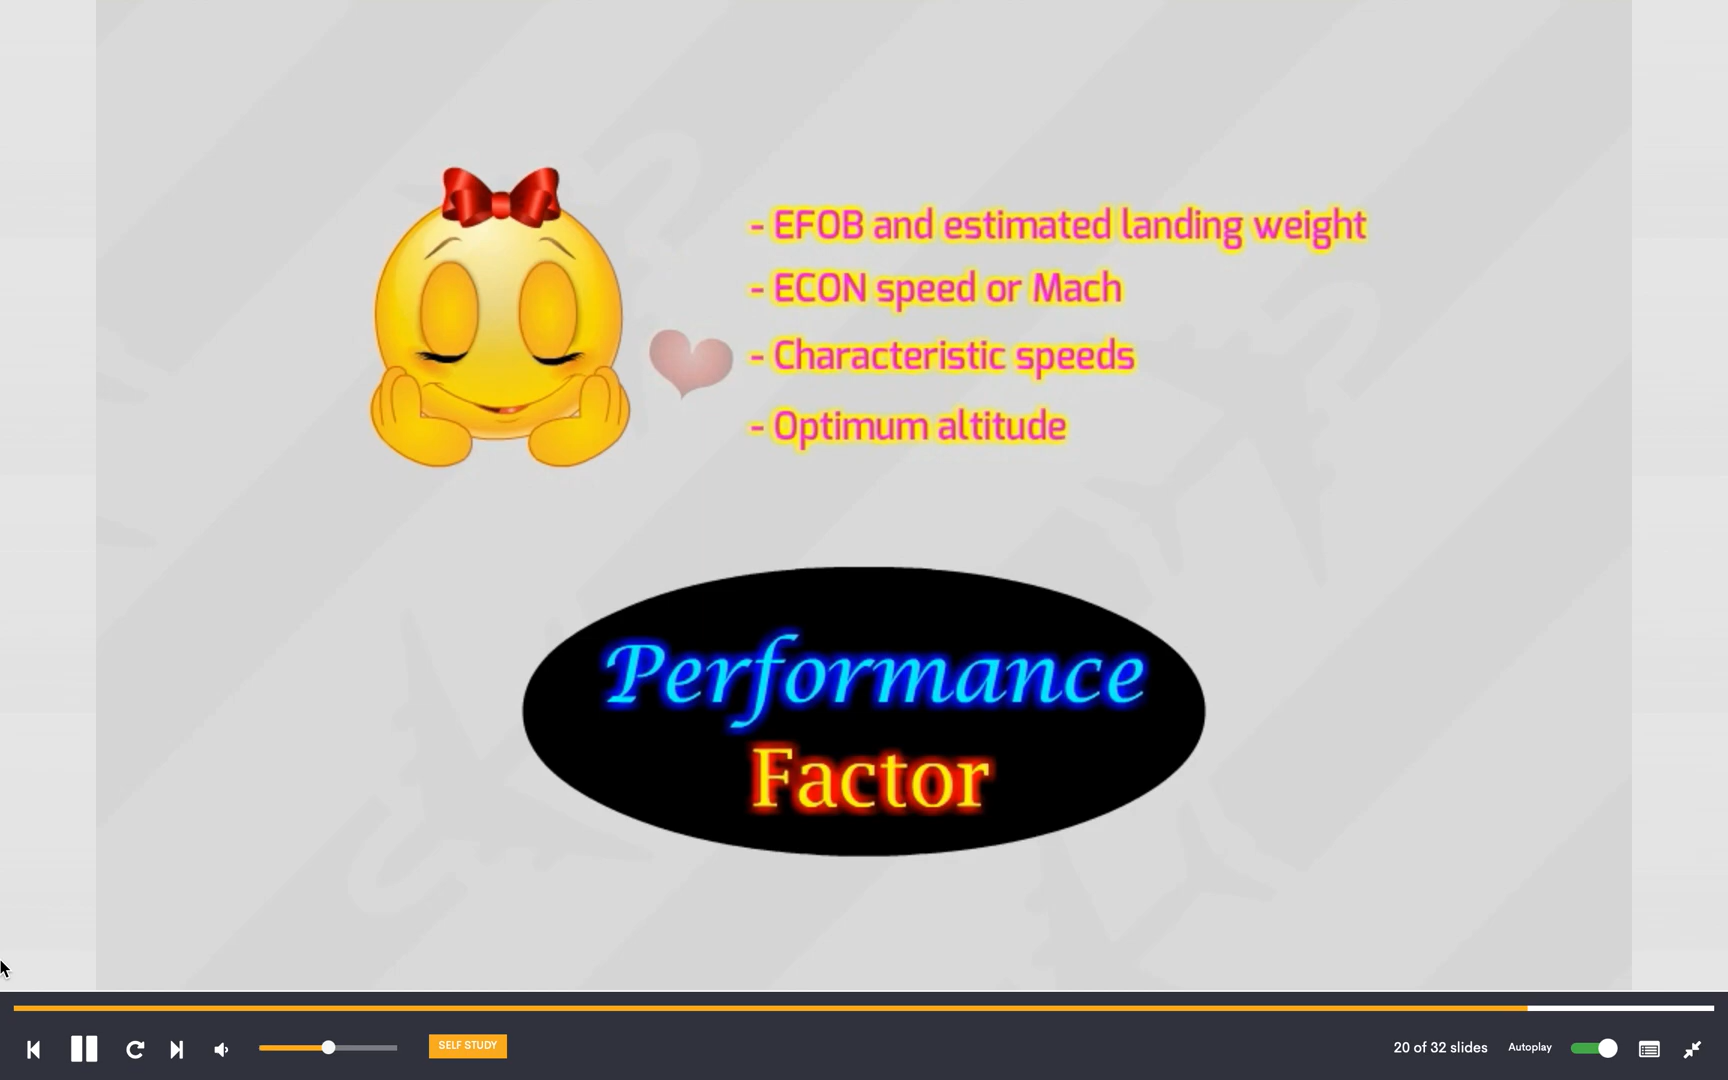 - EFOB and estimated landing weight
- ECON speed or Mach
- Characteristic speeds
- Optimum altitude
Performance
Factor
SELF STUDY
20 of 32 slides
Autoplay